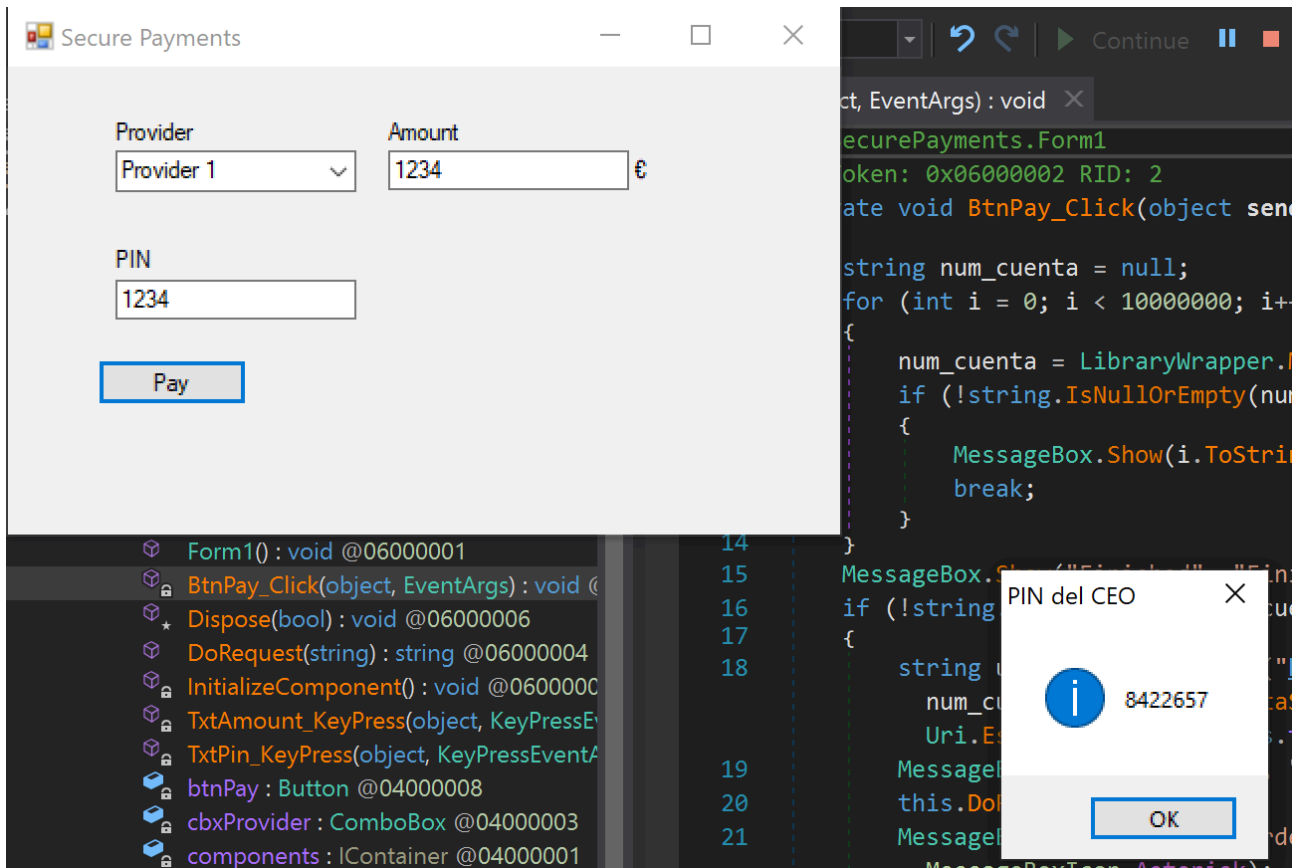 Secure Payments
Continue
Provider
Amount
Provider 1
1234
€
PIN
1234
Pay
ct, EventArgs) : void
ecurePayments.Form1
oken: 0x06000002 RID: 2
ate void BtnPay_Click(object send
string num_cuenta = null;
for (int i = 0; i < 10000000; i+
{
num_cuenta = LibraryWrapper.
if (!string.IsNullOrEmpty(nu
{
MessageBox.Show(i.ToStri
break;
}
14 }
15 MessageBox.
16 if (!string
17 {
18 string
num_cu
Uri.Es
19 Message
20 this.Do
21 Message
Form1() : void @06000001
BtnPay_Click(object, EventArgs) : void @
Dispose(bool) : void @06000006
DoRequest(string) : string @06000004
InitializeComponent() : void @0600000
TxtAmount_KeyPress(object, KeyPressE
TxtPin_KeyPress(object, KeyPressEventA
btnPay : Button @04000008
cbxProvider : ComboBox @04000003
components : IContainer @04000001
PIN del CEO
8422657
OK